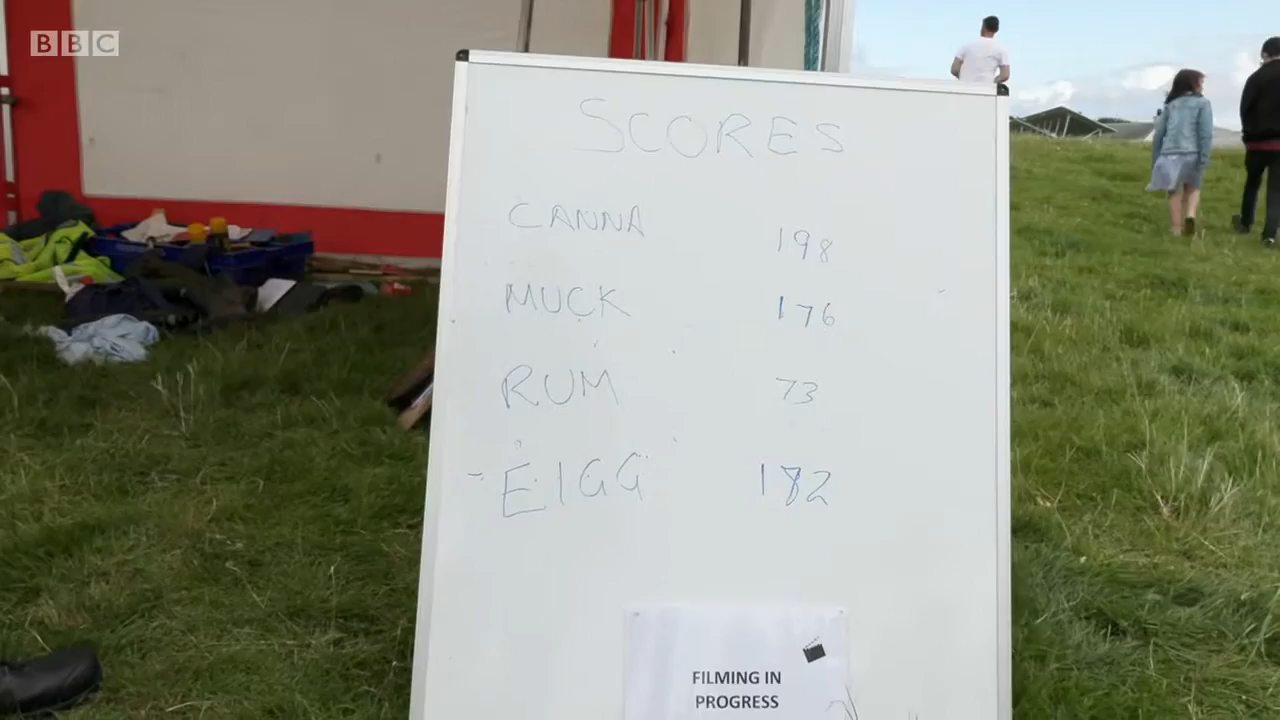 BBC
SCORES
CANNA 198
MUCK 176
RUM 73
EIGG 182
FILMING IN
PROGRESS